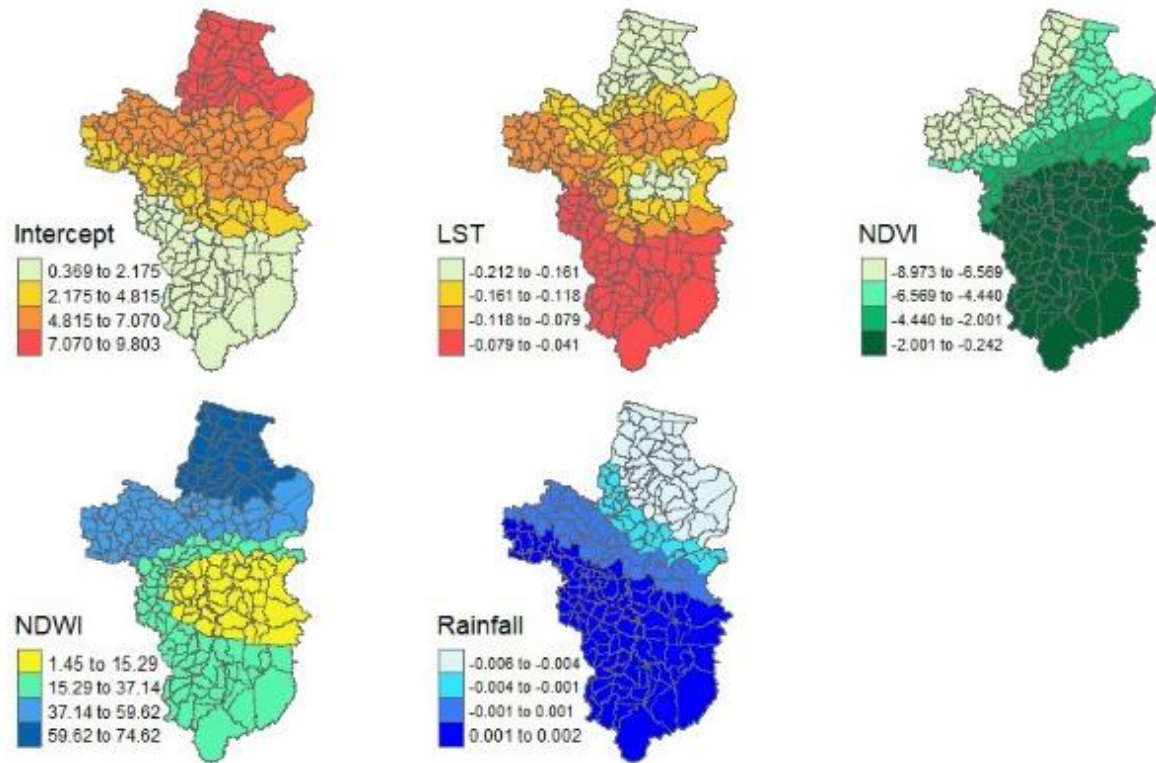 Intercept
0.369 to 2.175
2.175 to 4.815
4.815 to 7.070
7.070 to 9.803
LST
-0.212 to -0.161
-0.161 to -0.118
-0.118 to -0.079
-0.079 to -0.041
NDVI
-8.973 to -6.569
-6.569 to -4.440
-4.440 to -2.001
-2.001 to -0.242
NDWI
1.45 to 15.29
15.29 to 37.14
37.14 to 59.62
59.62 to 74.62
Rainfall
-0.006 to -0.004
-0.004 to -0.001
-0.001 to 0.001
0.001 to 0.002